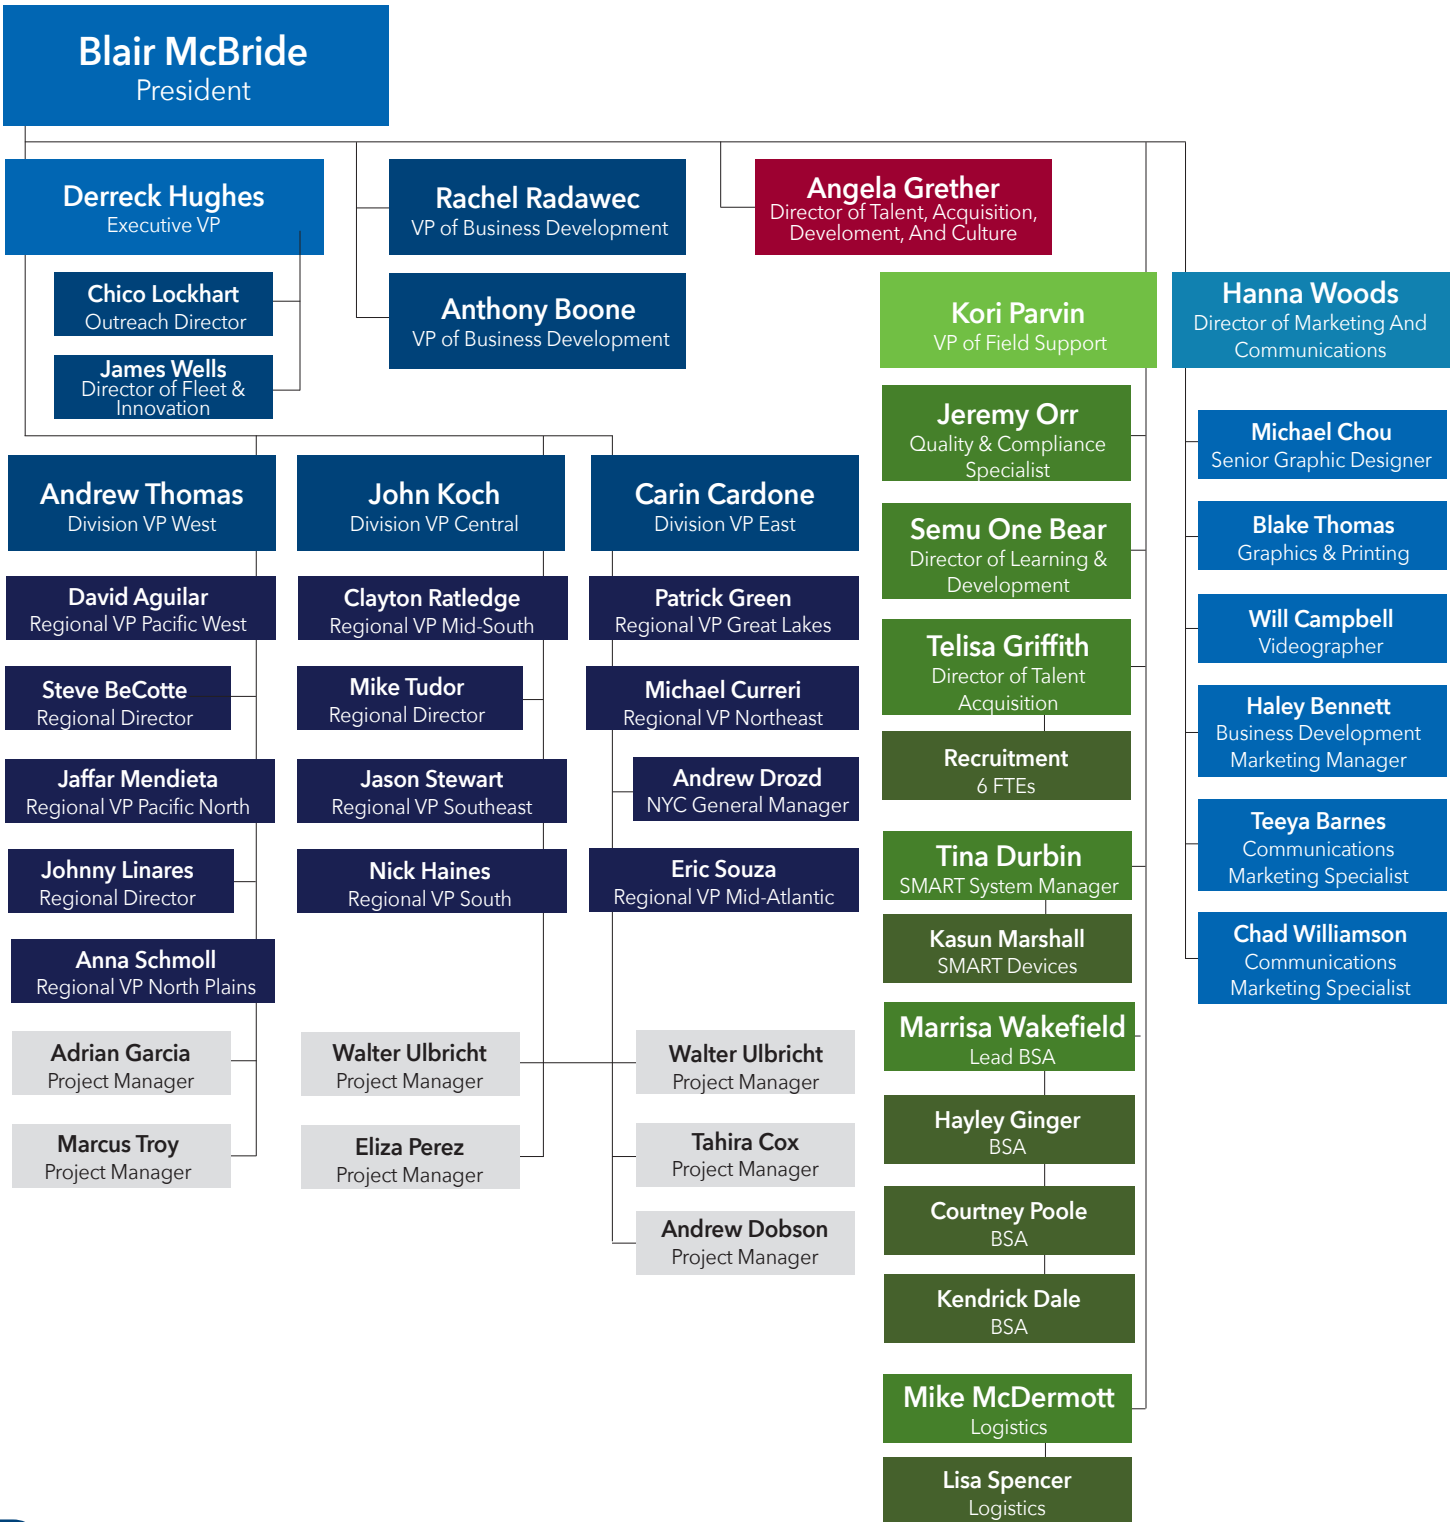 Blair McBride
President
Derreck Hughes
Executive VP
Chico Lockhart
Outreach Director
James Wells
Director of Fleet &
Innovation
Rachel Radawec
VP of Business Development
Anthony Boone
VP of Business Development
Angela Grether
Director of Talent, Acquisition,
Develoment, And Culture
Andrew Thomas
Division VP West
David Aguilar
Regional VP Pacific West
Steve BeCotte
Regional Director
Jaffar Mendieta
Regional VP Pacific North
Johnny Linares
Regional Director
Anna Schmoll
Regional VP North Plains
Adrian Garcia
Project Manager
Marcus Troy
Project Manager
John Koch
Division VP Central
Clayton Ratledge
Regional VP Mid-South
Mike Tudor
Regional Director
Jason Stewart
Regional VP Southeast
Nick Haines
Regional VP South
Walter Ulbricht
Project Manager
Eliza Perez
Project Manager
Carin Cardone
Division VP East
Patrick Green
Regional VP Great Lakes
Michael Curreri
Regional VP Northeast
Andrew Drozd
NYC General Manager
Eric Souza
Regional VP Mid-Atlantic
Walter Ulbricht
Project Manager
Tahira Cox
Project Manager
Andrew Dobson
Project Manager
Kori Parvin
VP of Field Support
Jeremy Orr
Quality & Compliance
Specialist
Semu One Bear
Director of Learning &
Development
Telisa Griffith
Director of Talent
Acquisition
Recruitment
6 FTEs
Tina Durbin
SMART System Manager
Kasun Marshall
SMART Devices
Marrisa Wakefield
Lead BSA
Hayley Ginger
BSA
Courtney Poole
BSA
Kendrick Dale
BSA
Mike McDermott
Logistics
Lisa Spencer
Logistics
Hanna Woods
Director of Marketing And
Communications
Michael Chou
Senior Graphic Designer
Blake Thomas
Graphics & Printing
Will Campbell
Videographer
Haley Bennett
Business Development
Marketing Manager
Teeya Barnes
Communications
Marketing Specialist
Chad Williamson
Communications
Marketing Specialist